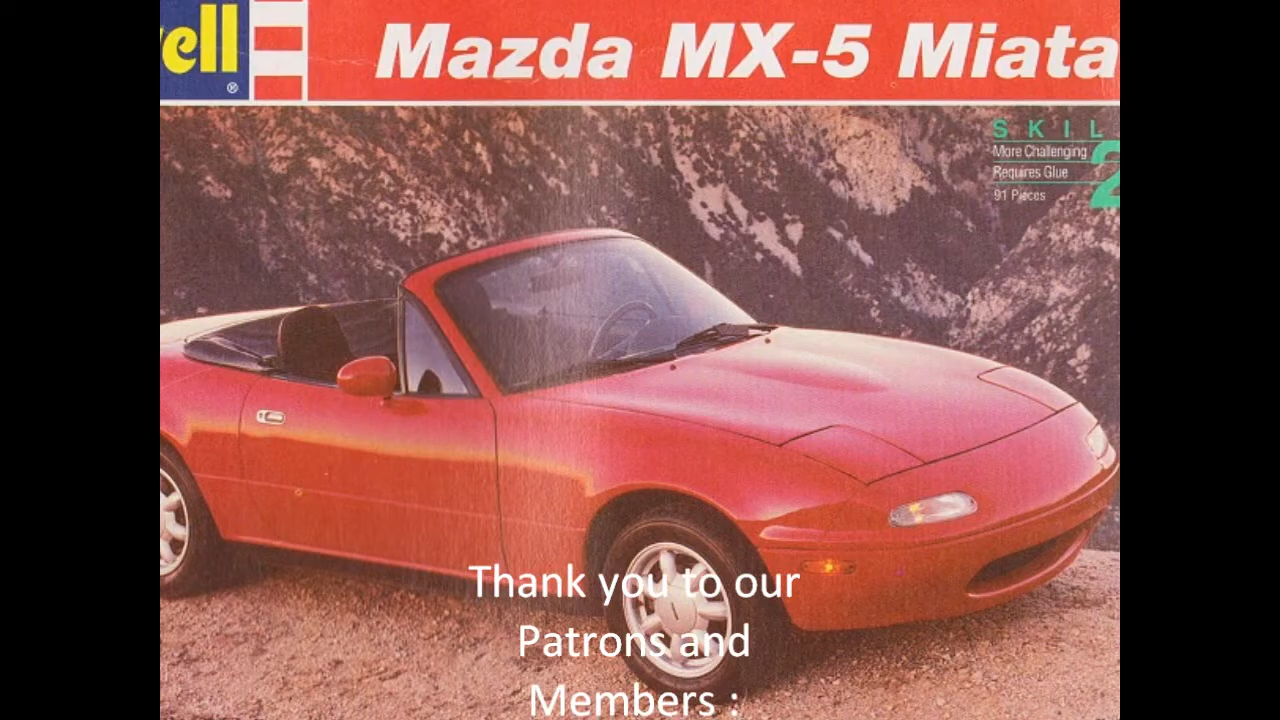 ell
®
Mazda MX-5 Miata
SKIL
More Challenging
Requires Glue
91 Pieces
2
Thank you to our
Patrons and
Members :